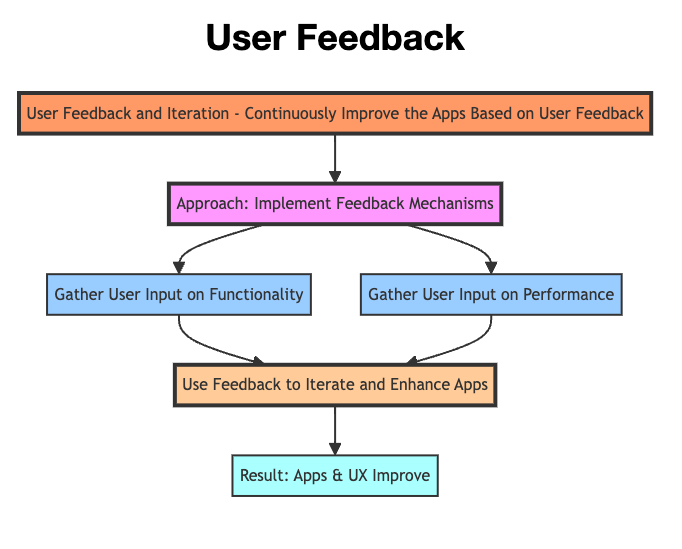 User Feedback
User Feedback and Iteration - Continuously Improve the Apps Based on User Feedback
Approach: Implement Feedback Mechanisms
Gather User Input on Functionality
Gather User Input on Performance
Use Feedback to Iterate and Enhance Apps
Result: Apps & UX Improve